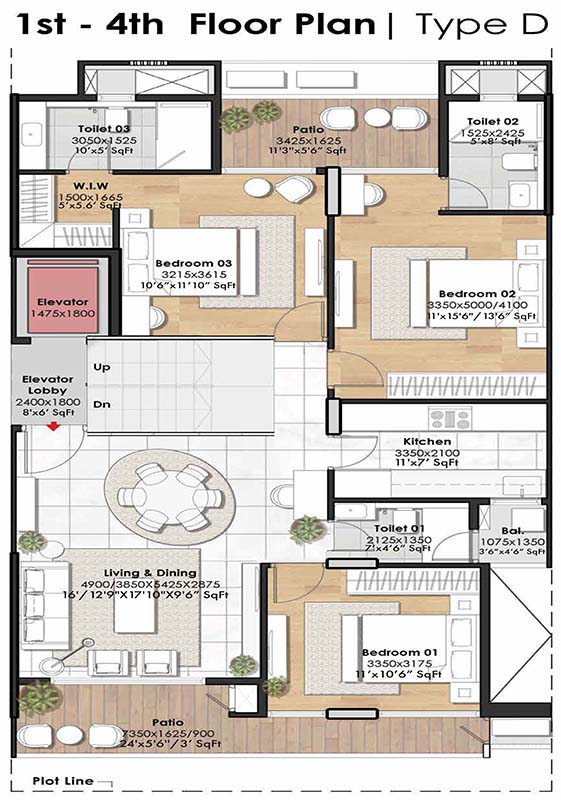 1st - 4th Floor Plan| Type D
Toilet 03
3050x1525
10'x5' SqFt
Patio
3425x1625
11'3"x5'6" SqFt
Toilet 02
1525x2425
5'x8' SqFt
W.I.W
1500x1665
5'x5.6' SqFt
Bedroom 03
3215x3615
10'6"x11'10" SqFt
Bedroom 02
3350x5000/4100
11'x15'6"/13'6" SqFt
Elevator
1475x1800
Elevator
Lobby
2400x1800
8'x6' SqFt
Up
Dn
Kitchen
3350x2100
11'x7' SqFt
Toilet 01
2125x1350
7'x4'6" SqFt
Bal.
1075x1350
3'6"x4'6" SqFt
Living & Dining
4900/3850X5425X2875
16'/12'9"X17'10"X9'6" SqFt
Bedroom 01
3350x3175
11'x10'6" SqFt
Patio
7350x1625/900
24'x5'6"/3' SqFt
Plot Line